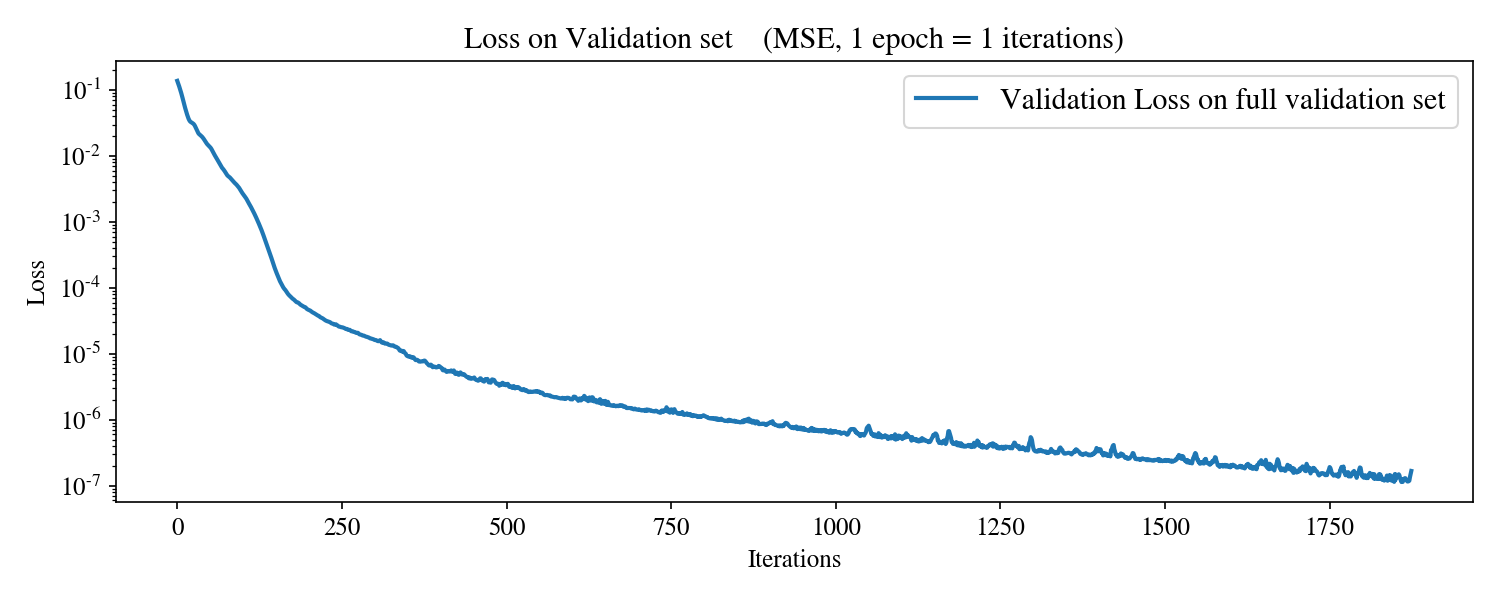 Loss on Validation set (MSE, 1 epoch = 1 iterations)
Validation Loss on full validation set
Loss
10^-1
10^-2
10^-3
10^-4
10^-5
10^-6
10^-7
0 250 500 750 1000 1250 1500 1750
Iterations